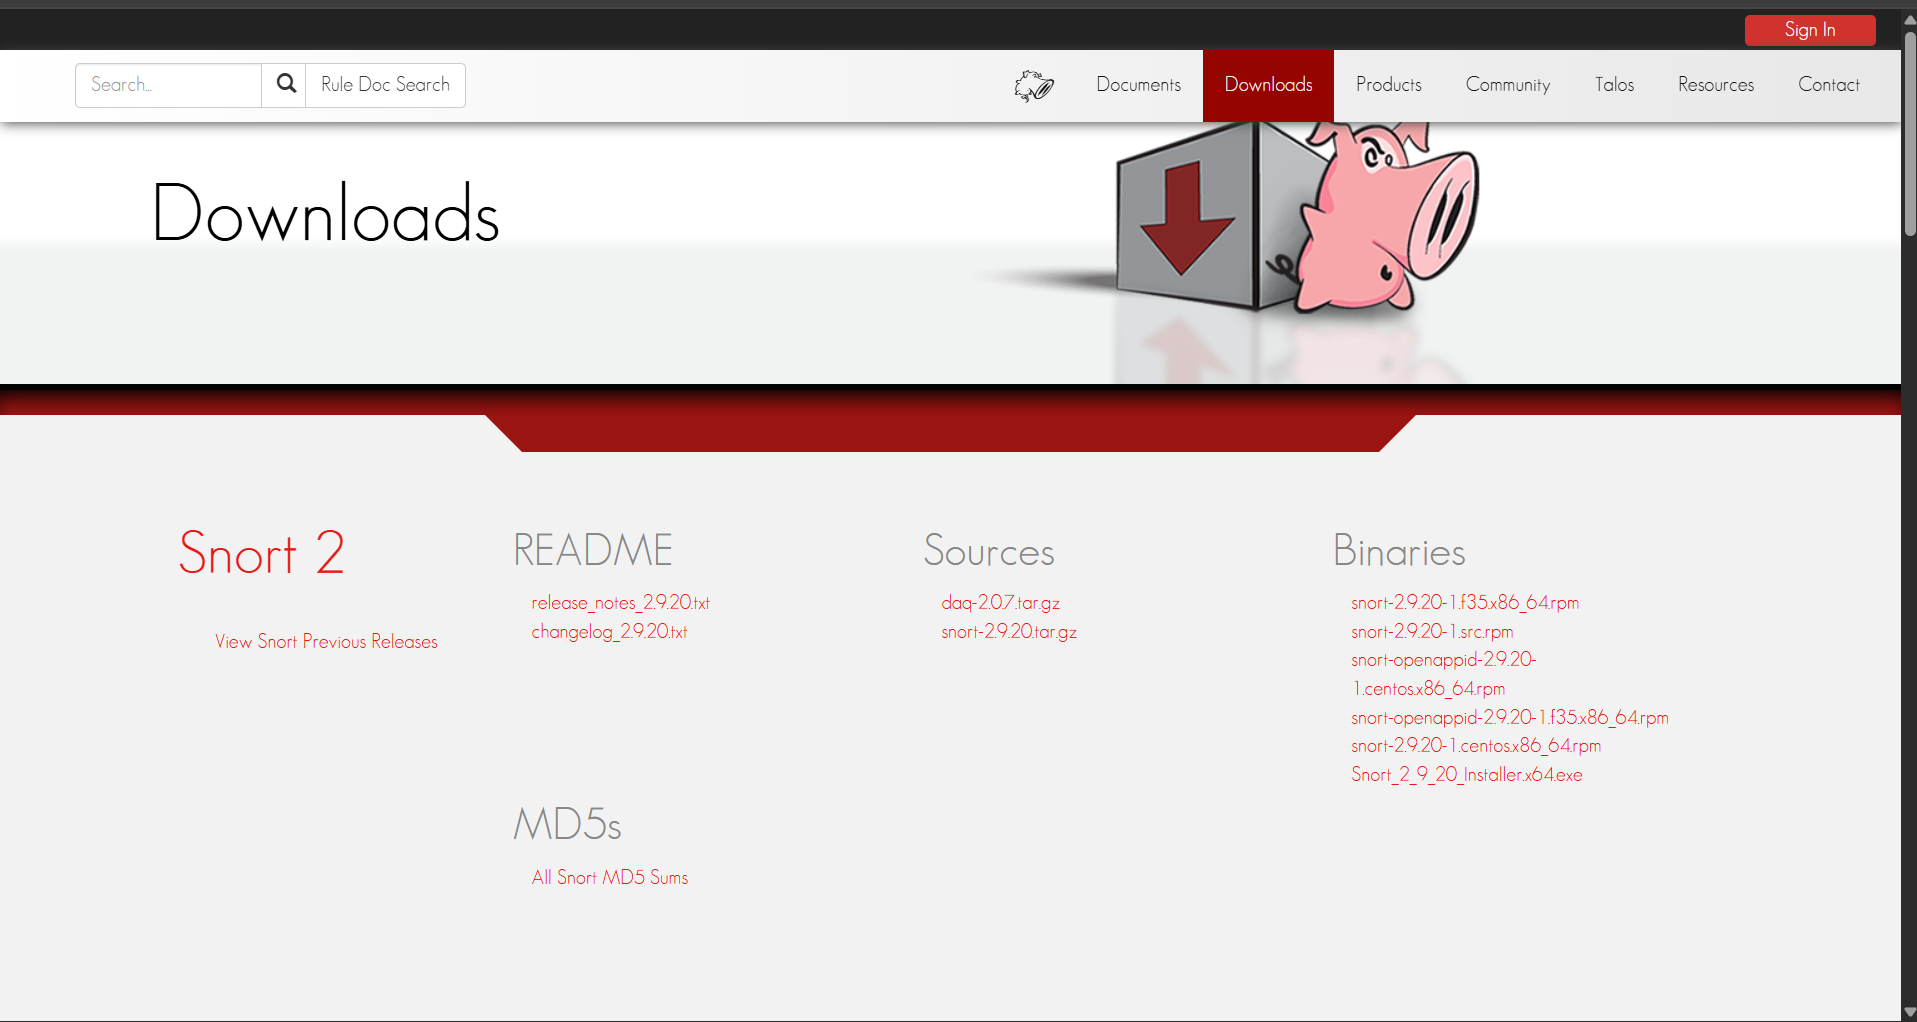 Sign In
Search...
Rule Doc Search
Documents
Downloads
Products
Community
Talos
Resources
Contact
Downloads
Snort 2
View Snort Previous Releases
README
release_notes_2.9.20.txt
changelog_2.9.20.txt
Sources
daq-2.0.7.tar.gz
snort-2.9.20.tar.gz
Binaries
snort-2.9.20-1.f35.x86_64.rpm
snort-2.9.20-1.src.rpm
snort-openappid-2.9.20-
1.centos.x86_64.rpm
snort-openappid-2.9.20-1.f35.x86_64.rpm
snort-2.9.20-1.centos.x86_64.rpm
Snort_2_9_20_Installer.x64.exe
MD5s
All Snort MD5 Sums